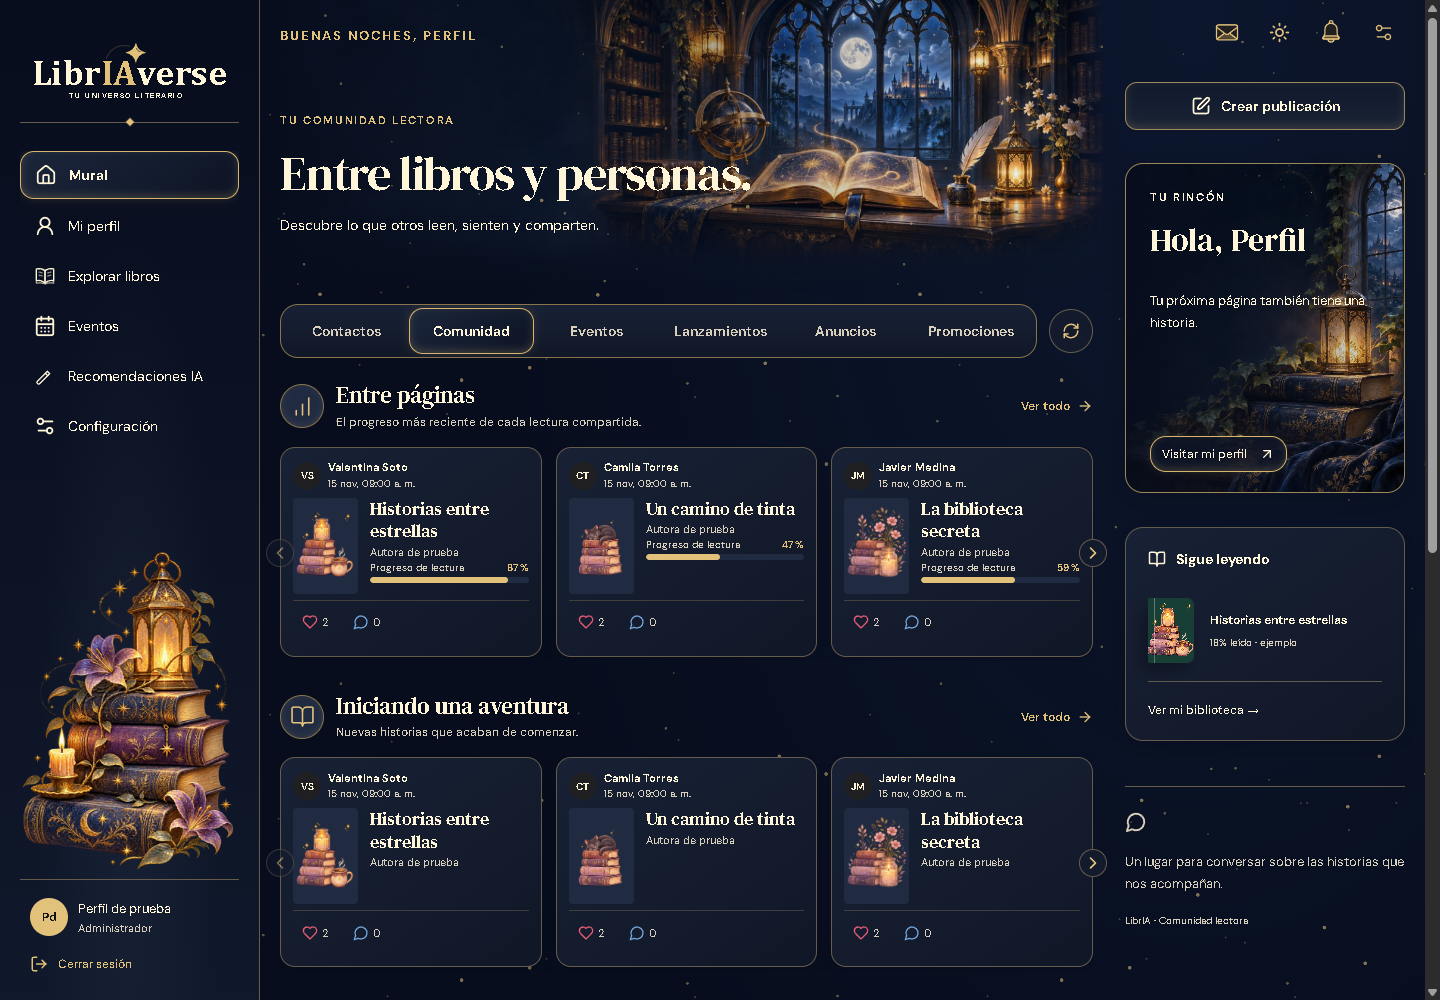 LibrIAverse
TU UNIVERSO LITERARIO
Mural
Mi perfil
Explorar libros
Eventos
Recomendaciones IA
Configuración
Pd
Perfil de prueba
Administrador
Cerrar sesión
BUENAS NOCHES, PERFIL
TU COMUNIDAD LECTORA
Entre libros y personas.
Descubre lo que otros leen, sienten y comparten.
Contactos
Comunidad
Eventos
Lanzamientos
Anuncios
Promociones
Entre páginas
El progreso más reciente de cada lectura compartida.
Ver todo →
VS
Valentina Soto
15 nov, 09:00 a. m.
Historias entre
estrellas
Autora de prueba
Progreso de lectura 87 %
2 0
CT
Camila Torres
15 nov, 09:00 a. m.
Un camino de tinta
Autora de prueba
Progreso de lectura 47 %
2 0
JM
Javier Medina
15 nov, 09:00 a. m.
La biblioteca
secreta
Autora de prueba
Progreso de lectura 59 %
2 0
Iniciando una aventura
Nuevas historias que acaban de comenzar.
Ver todo →
VS
Valentina Soto
15 nov, 09:00 a. m.
Historias entre
estrellas
Autora de prueba
2 0
CT
Camila Torres
15 nov, 09:00 a. m.
Un camino de tinta
Autora de prueba
2 0
JM
Javier Medina
15 nov, 09:00 a. m.
La biblioteca
secreta
Autora de prueba
2 0
Crear publicación
TU RINCÓN
Hola, Perfil
Tu próxima página también tiene una
historia.
Visitar mi perfil
Sigue leyendo
Historias entre estrellas
18% leído · ejemplo
Ver mi biblioteca →
Un lugar para conversar sobre las historias que
nos acompañan.
LibrIA · Comunidad lectora